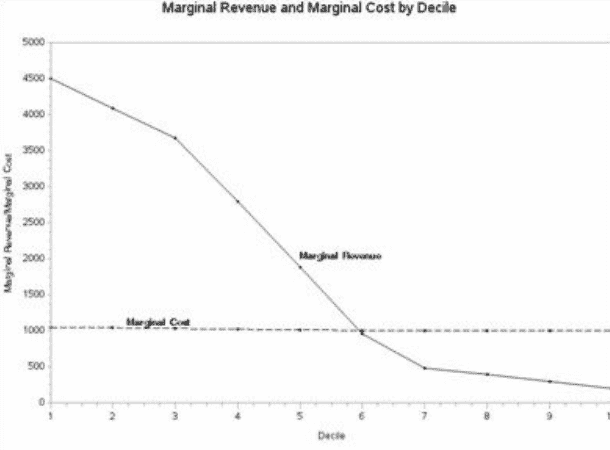 Marginal Revenue and Marginal Cost by Decile
5000
4500
4000
3500
3000
2500
2000
1500
1000
500
0
Marginal Revenue/Marginal Cost
Marginal Revenue
Marginal Cost
1 2 3 4 5 6 7 8 9 1
Decile